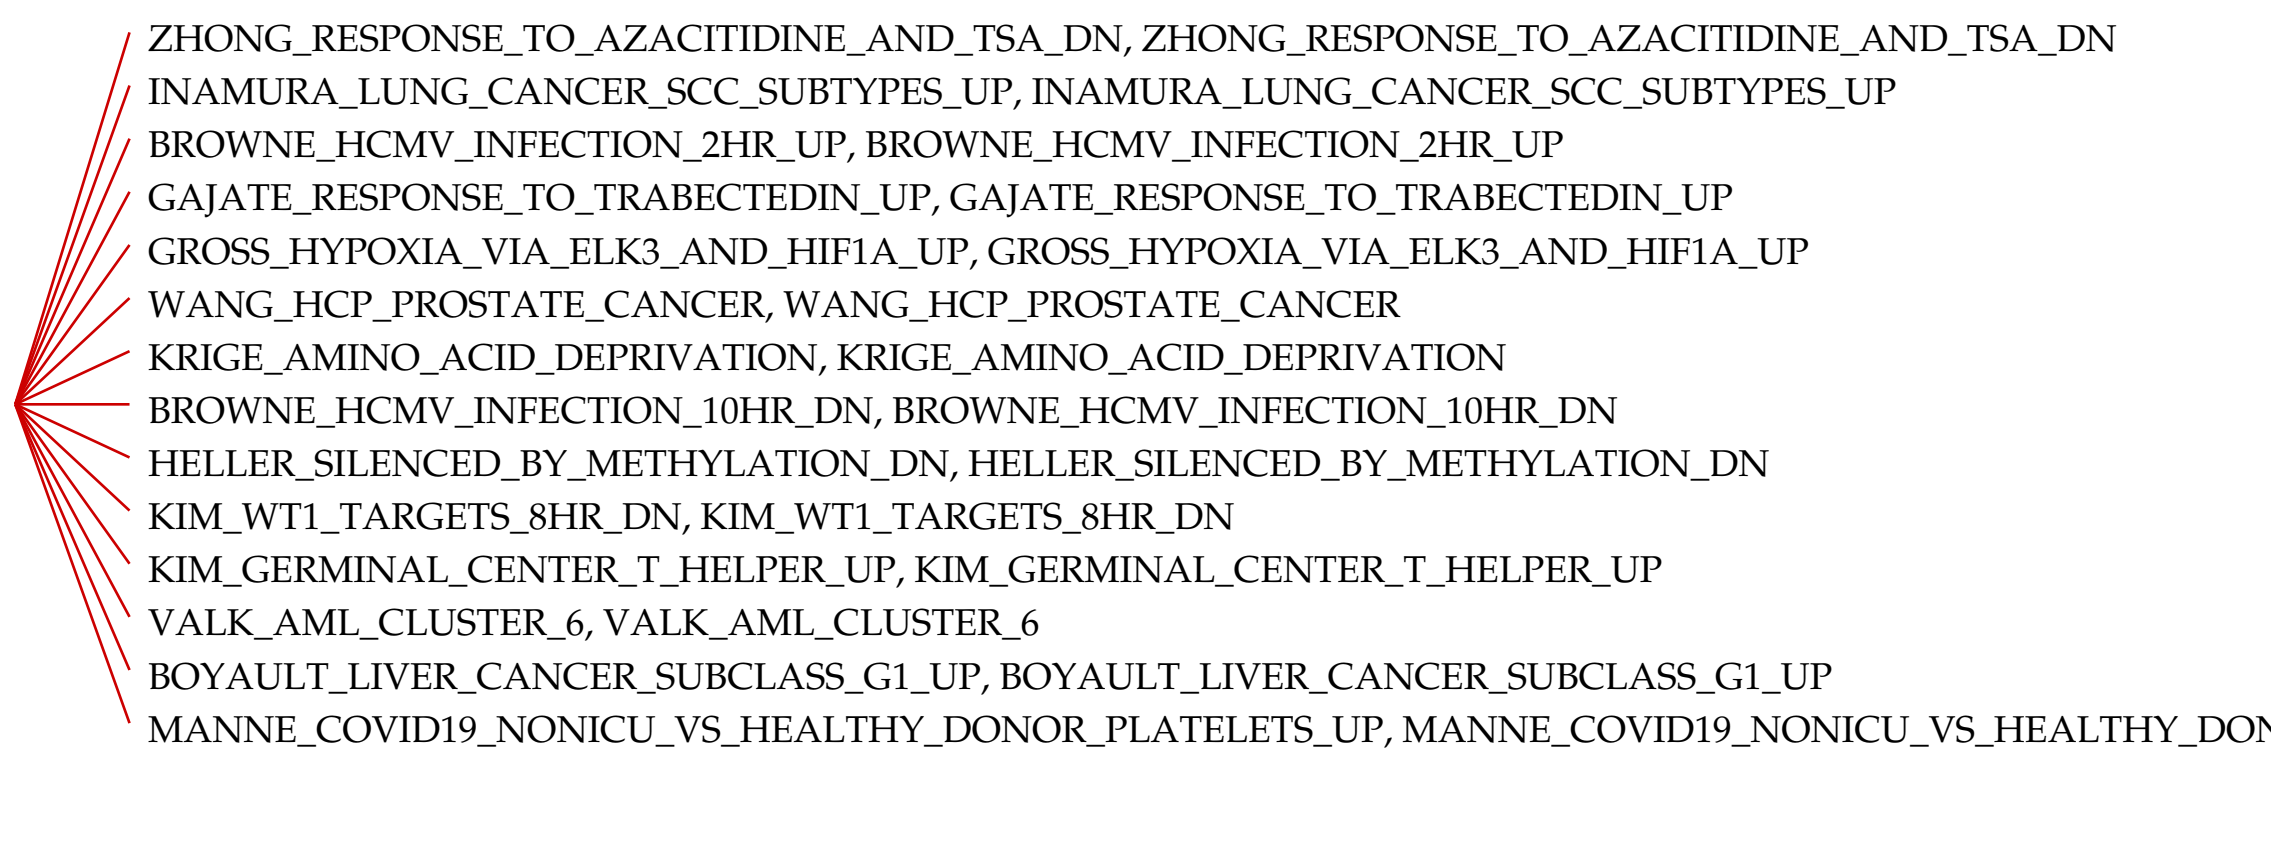 ZHONG_RESPONSE_TO_AZACITIDINE_AND_TSA_DN, ZHONG_RESPONSE_TO_AZACITIDINE_AND_TSA_DN
INAMURA_LUNG_CANCER_SCC_SUBTYPES_UP, INAMURA_LUNG_CANCER_SCC_SUBTYPES_UP
BROWNE_HCMV_INFECTION_2HR_UP, BROWNE_HCMV_INFECTION_2HR_UP
GAJATE_RESPONSE_TO_TRABECTEDIN_UP, GAJATE_RESPONSE_TO_TRABECTEDIN_UP
GROSS_HYPOXIA_VIA_ELK3_AND_HIF1A_UP, GROSS_HYPOXIA_VIA_ELK3_AND_HIF1A_UP
WANG_HCP_PROSTATE_CANCER, WANG_HCP_PROSTATE_CANCER
KRIGE_AMINO_ACID_DEPRIVATION, KRIGE_AMINO_ACID_DEPRIVATION
BROWNE_HCMV_INFECTION_10HR_DN, BROWNE_HCMV_INFECTION_10HR_DN
HELLER_SILENCED_BY_METHYLATION_DN, HELLER_SILENCED_BY_METHYLATION_DN
KIM_WT1_TARGETS_8HR_DN, KIM_WT1_TARGETS_8HR_DN
KIM_GERMINAL_CENTER_T_HELPER_UP, KIM_GERMINAL_CENTER_T_HELPER_UP
VALK_AML_CLUSTER_6, VALK_AML_CLUSTER_6
BOYAULT_LIVER_CANCER_SUBCLASS_G1_UP, BOYAULT_LIVER_CANCER_SUBCLASS_G1_UP
MANNE_COVID19_NONICU_VS_HEALTHY_DONOR_PLATELETS_UP, MANNE_COVID19_NONICU_VS_HEALTHY_DON